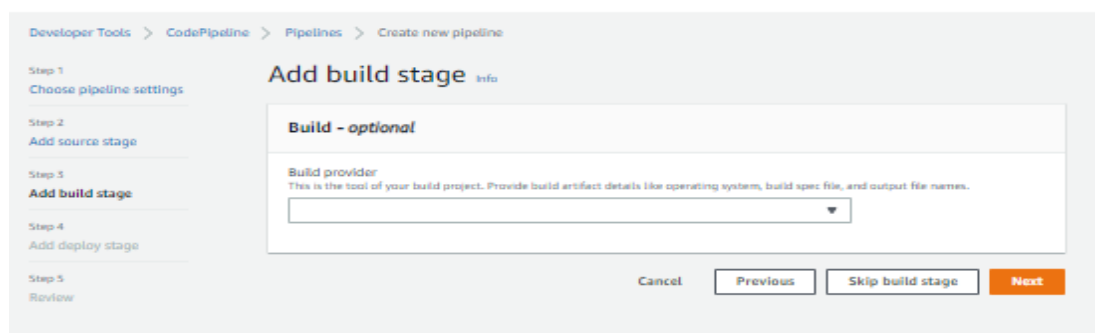 Developer Tools > CodePipeline > Pipelines > Create new pipeline
Step 1
Choose pipeline settings
Step 2
Add source stage
Step 3
Add build stage
Step 4
Add deploy stage
Step 5
Review
Add build stage Info
Build - optional
Build provider
This is the tool of your build project. Provide build artifact details like operating system, build spec file, and output file names.
Cancel Previous Skip build stage Next